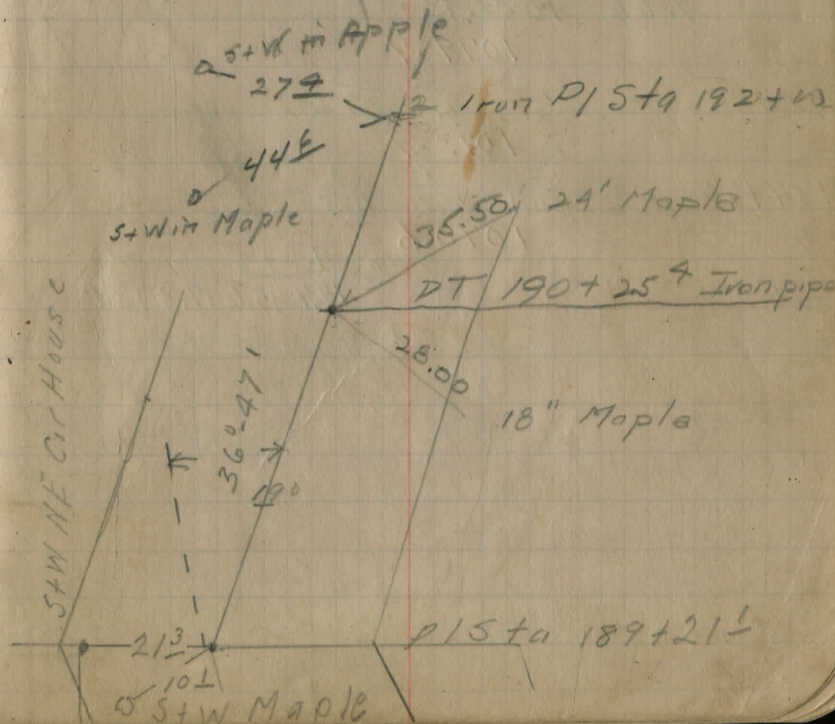 S+W in Apple
27 4
Iron P/Sta 192+
44 6
S+W in Maple
35.50
24' Maple
DT 190+25 4 Iron pipe
28.00
18" Maple
36°-47'
19°
S+W NE Cor House
21 3
P/Sta 189+21 1
10 1
S+W Maple